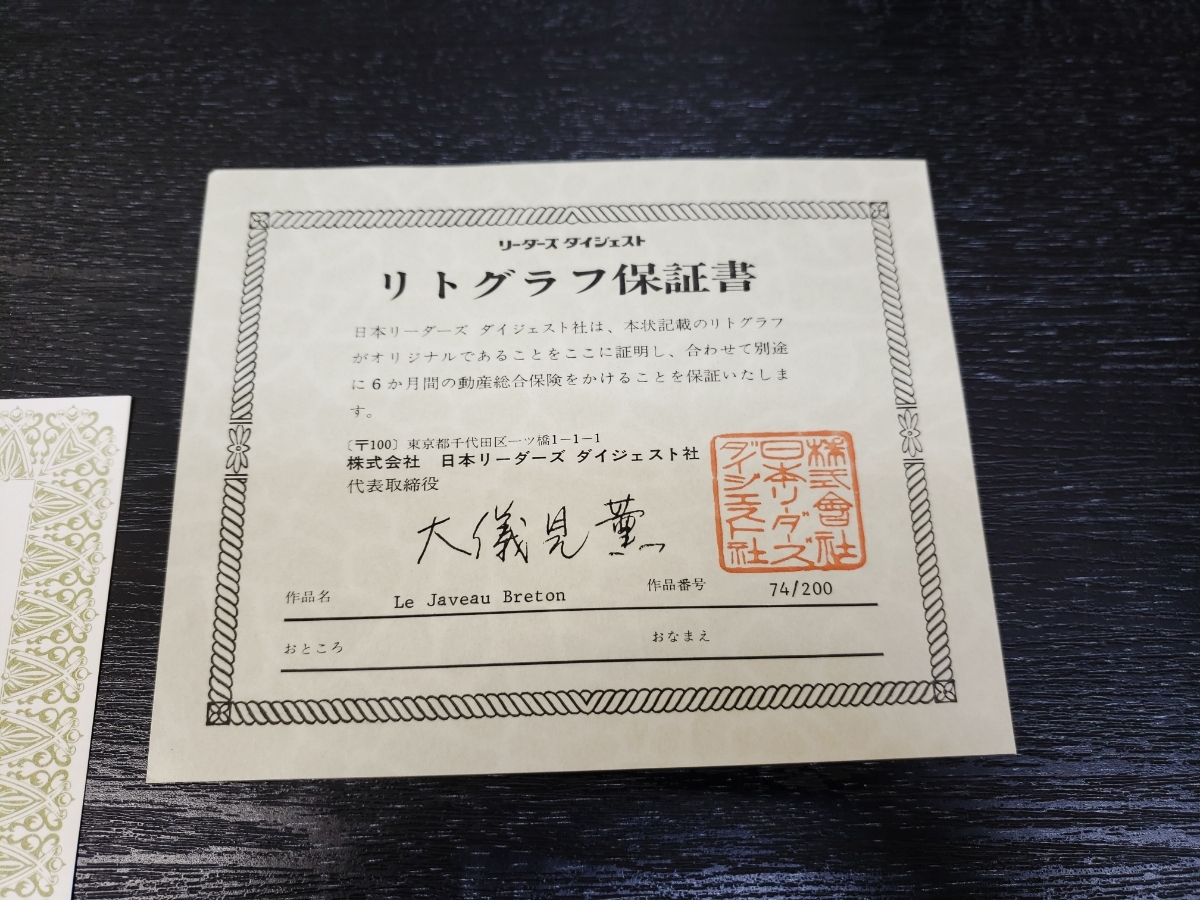 リーダーズ ダイジェスト
リトグラフ保証書
日本リーダーズ ダイジェスト社は、本状記載のリトグラフ
がオリジナルであることをここに証明し、合わせて別途
に6か月間の動産総合保険をかけることを保証いたしま
す。
〔〒100〕東京都千代田区一ツ橋1-1-1
株式会社 日本リーダーズ ダイジェスト社
代表取締役
大儀見薫
株式會社
日本リーダーズ
ダイジェスト社
作品名 Le Javeau Breton 作品番号 74/200
おところ おなまえ